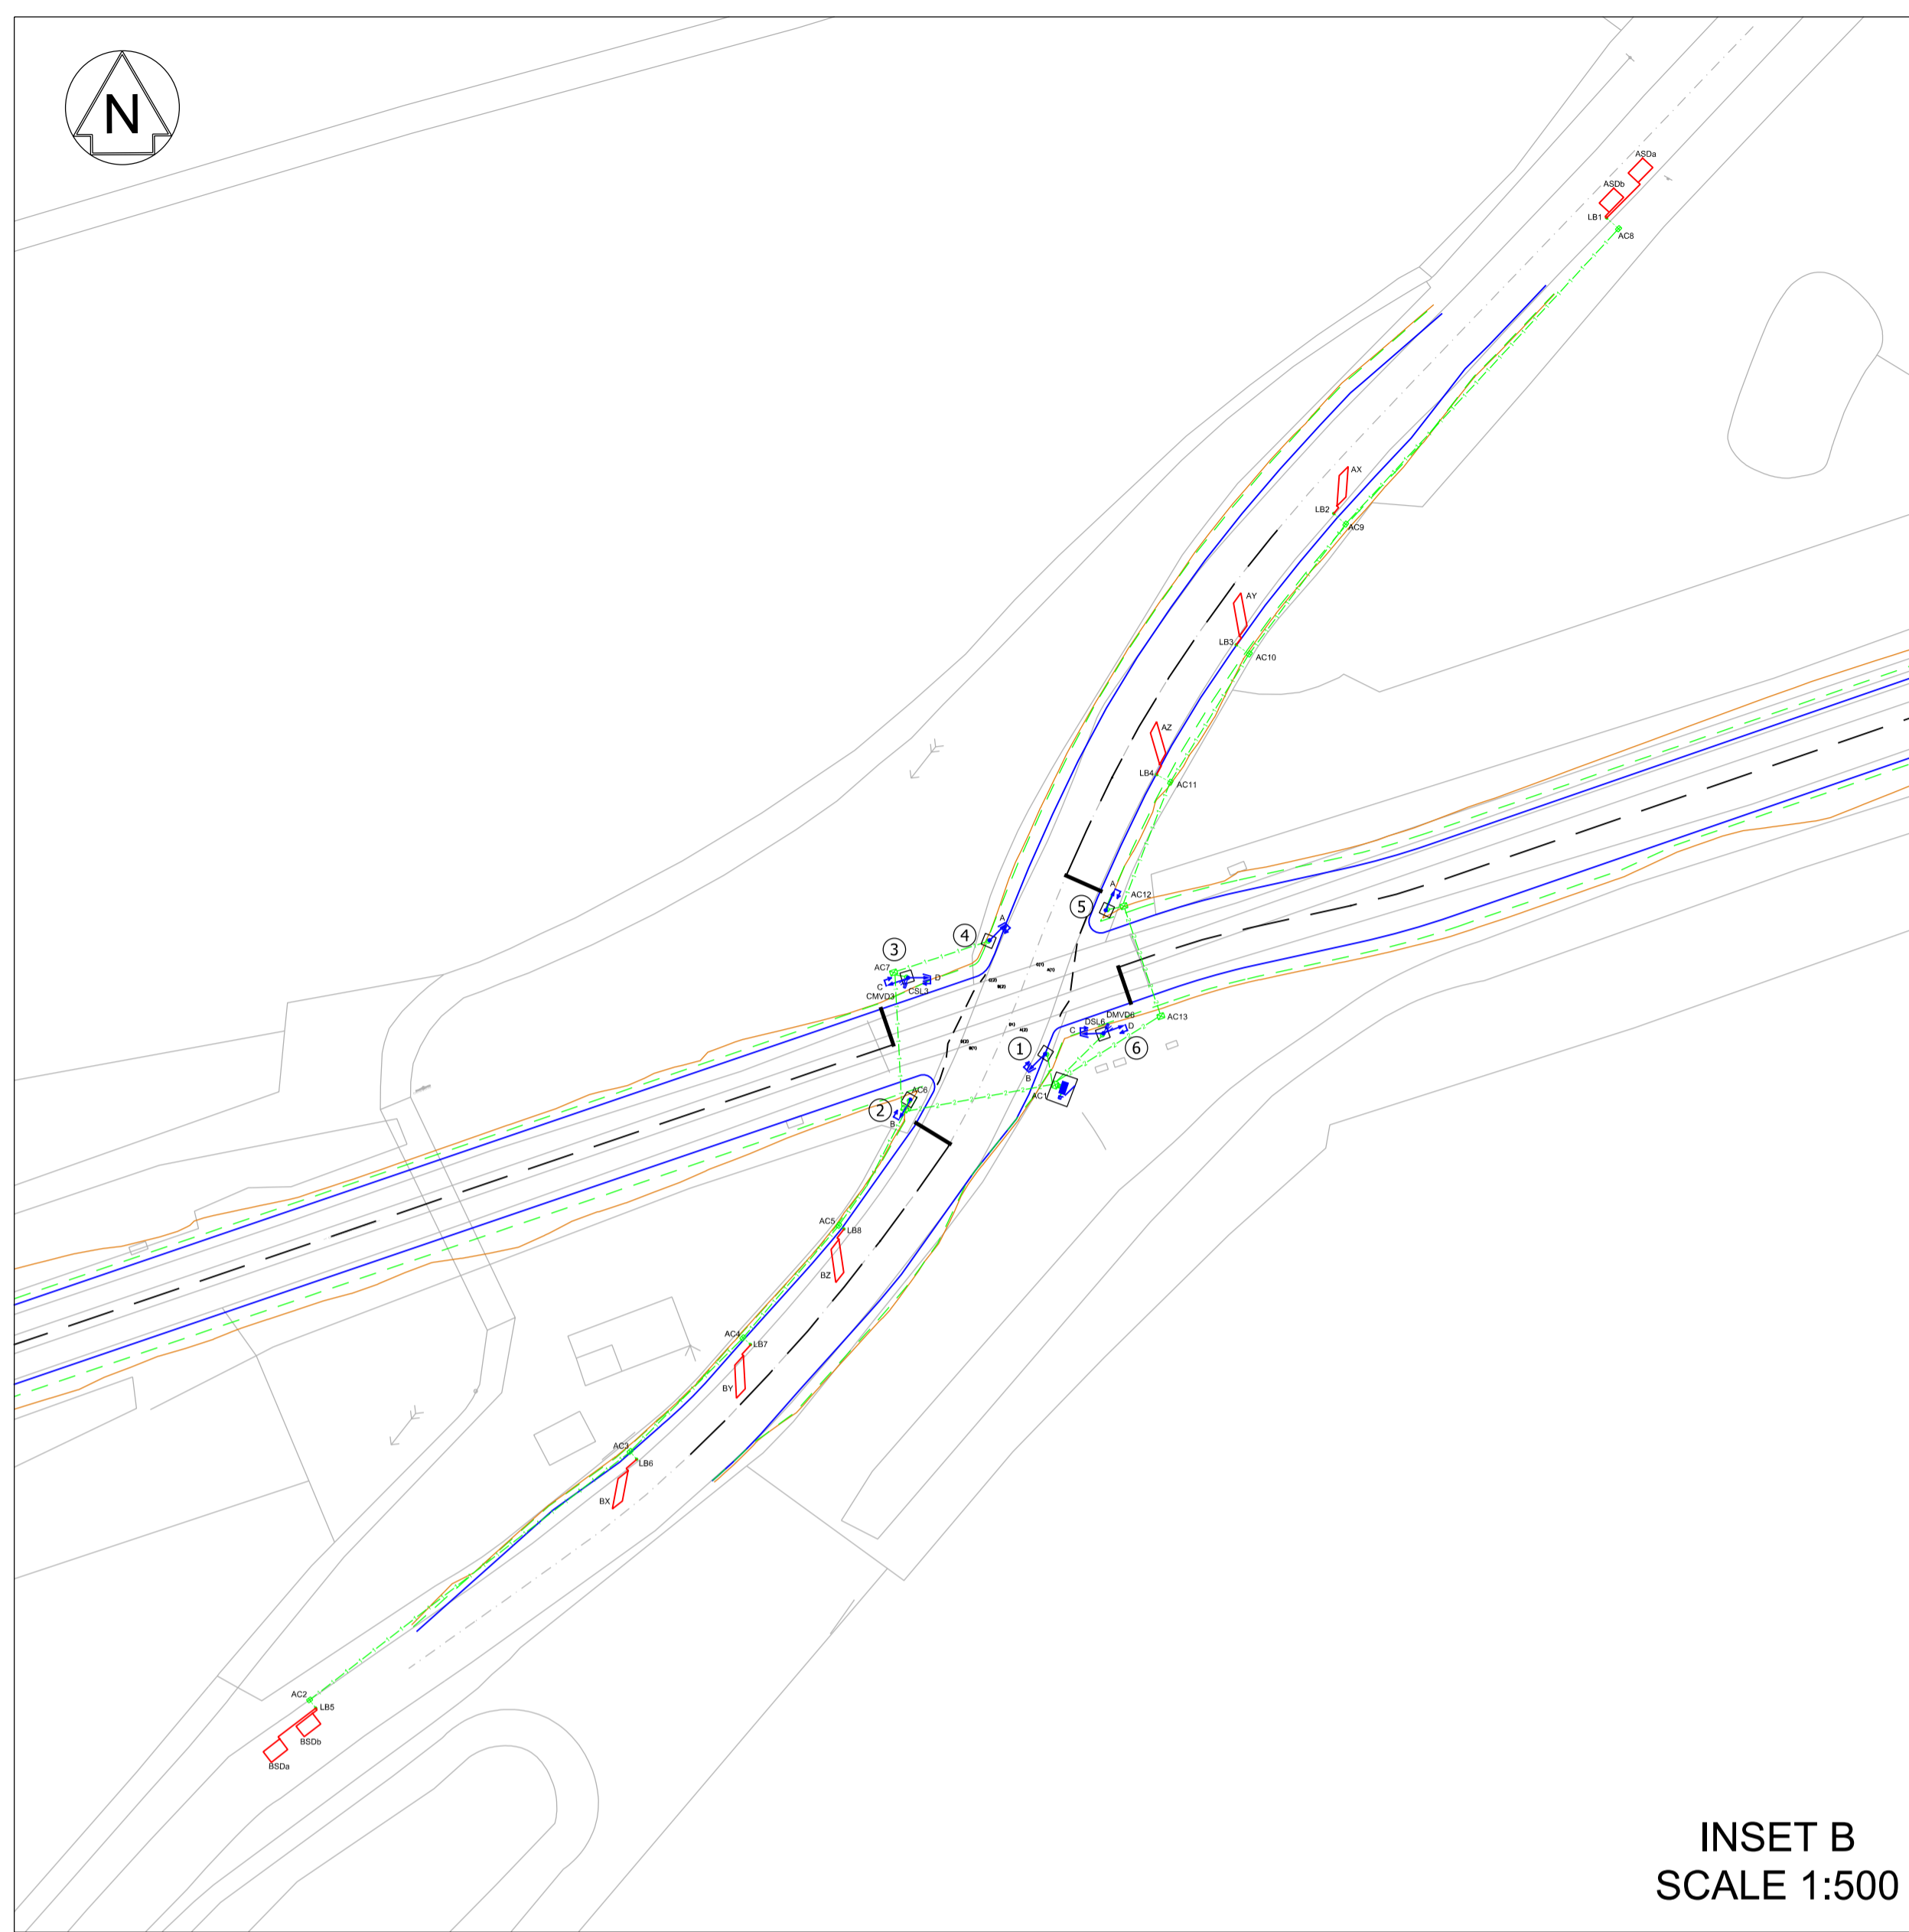 N
ASDa
ASDb
LB1
AC8
AX
LB2
AC9
AY
LB3
AC10
AZ
LB4
AC11
A
5
AC12
A
4
3
AC7
D
C
CSL3
CMVD3
DMVD6
DSL6
D
C
AC13
6
1
B
AC1
AC6
2
B
AC5
LB8
BZ
AC4
LB7
BY
AC3
LB6
BX
AC2
LB5
BSDb
BSDa
INSET B
SCALE 1:500